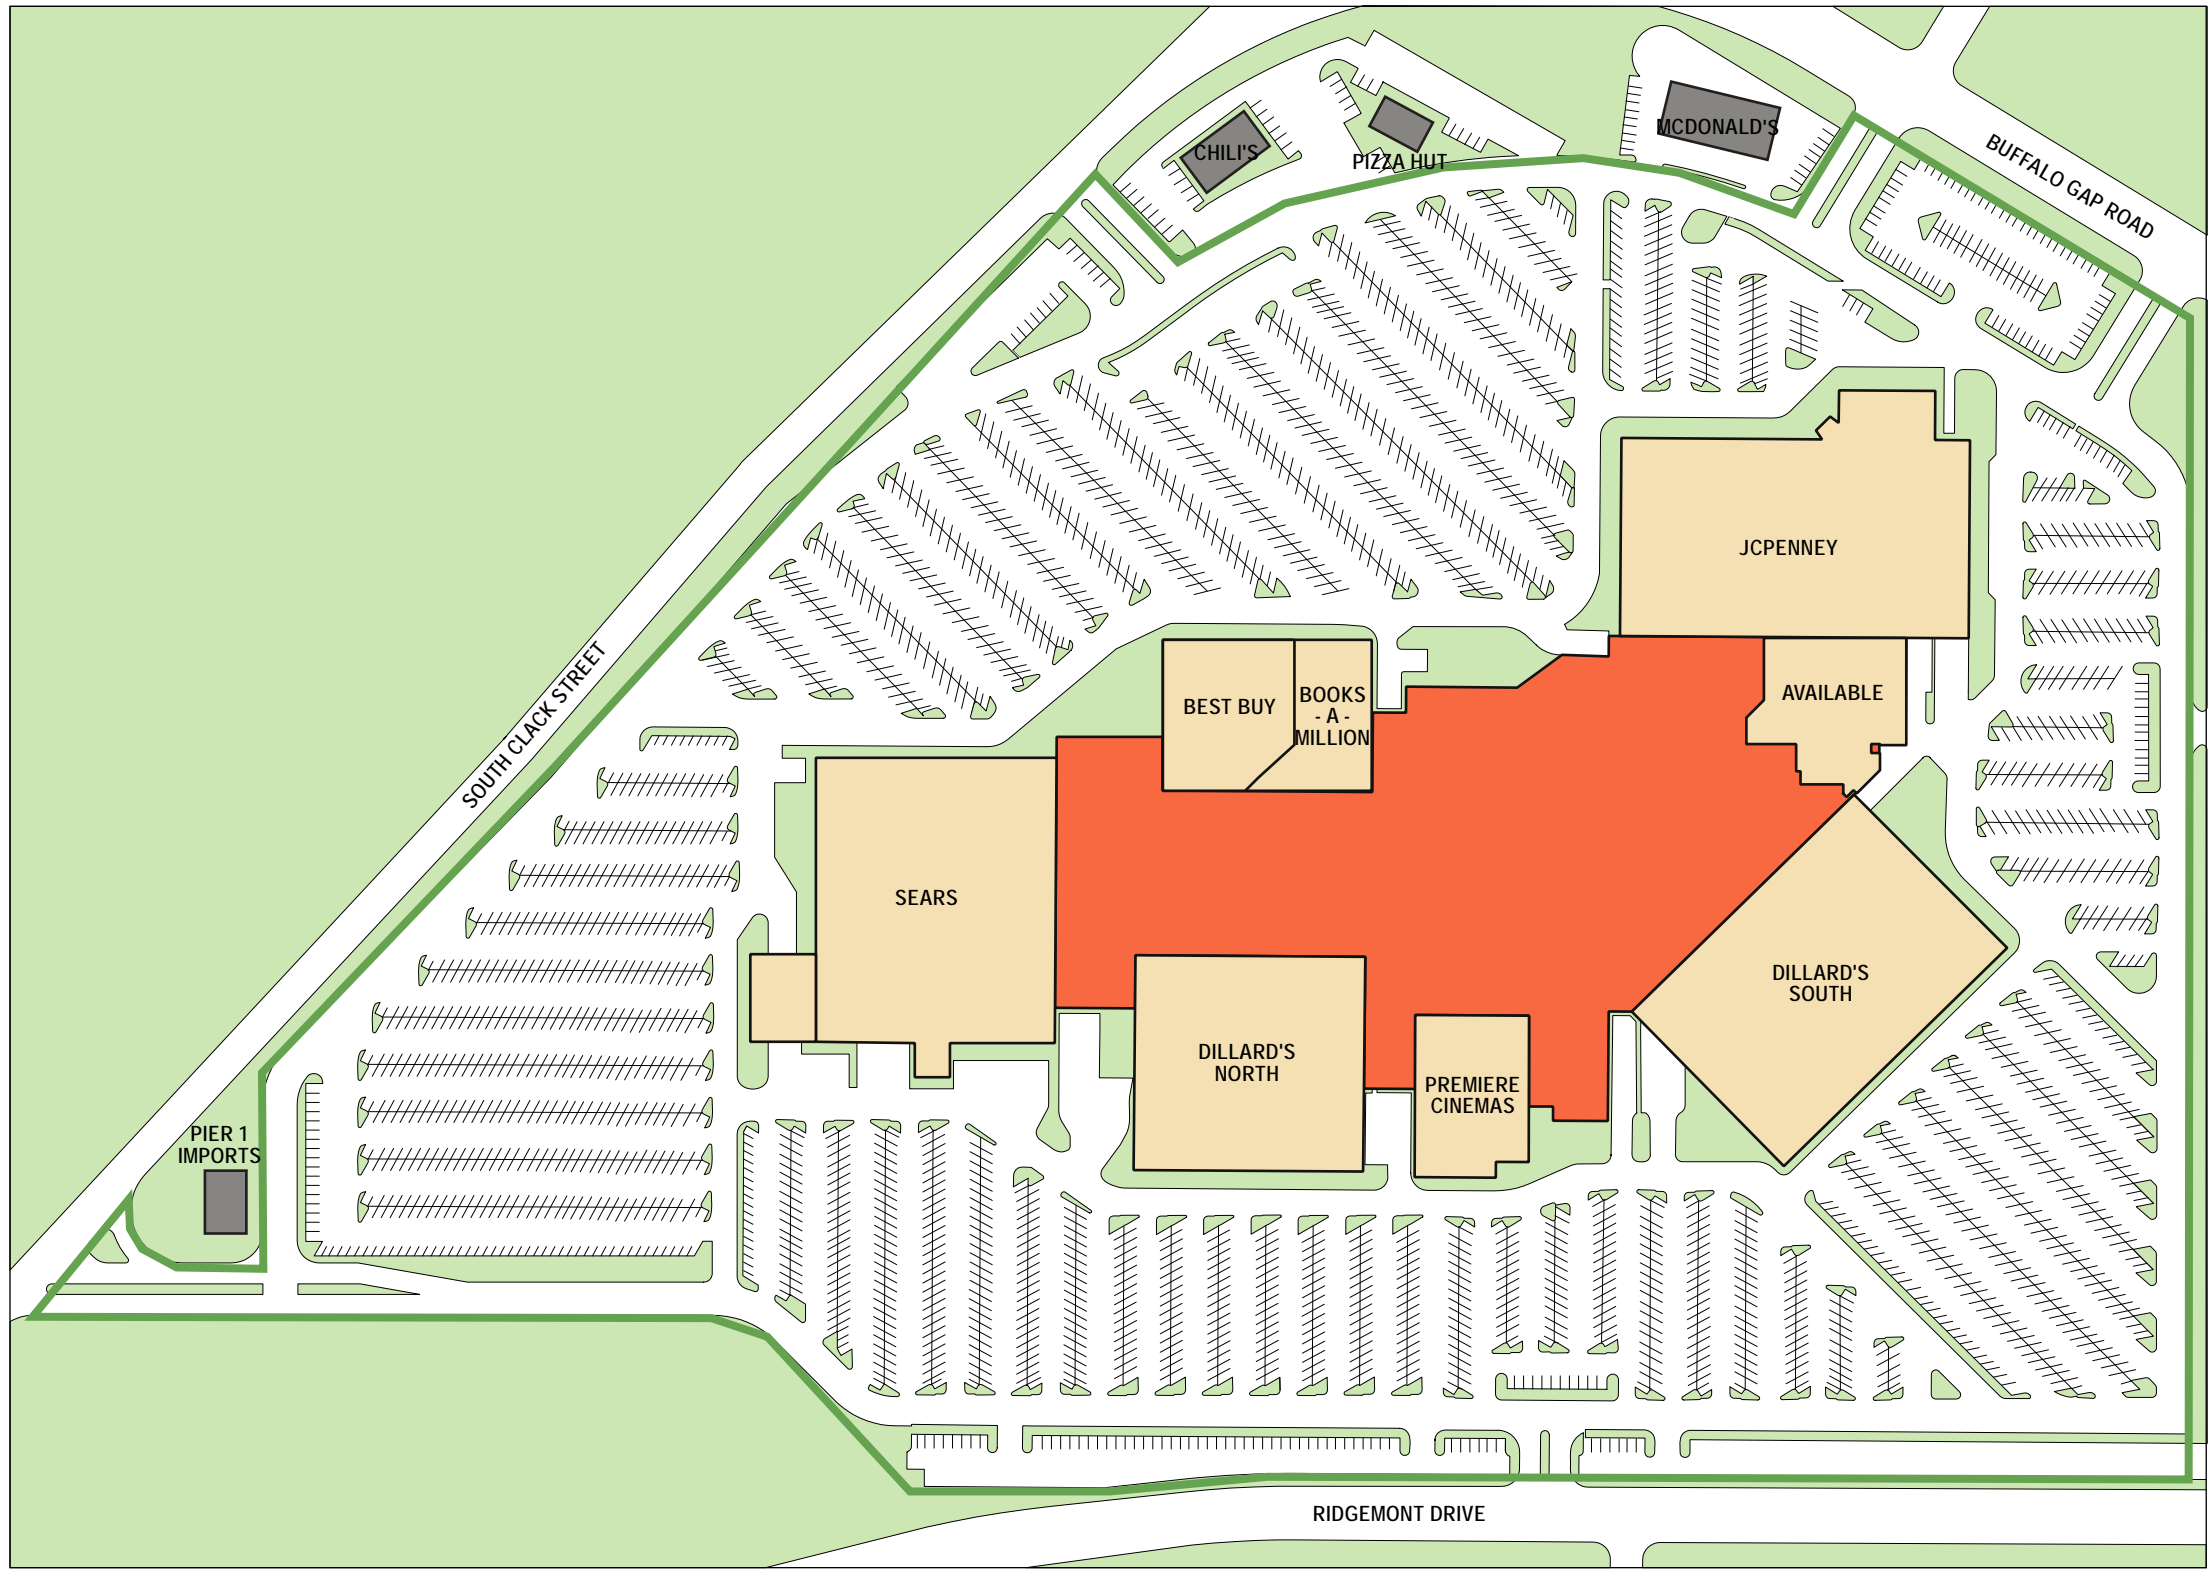 CHILI'S
PIZZA HUT
MCDONALD'S
BUFFALO GAP ROAD
JCPENNEY
SOUTH CLACK STREET
BEST BUY
BOOKS
- A -
MILLION
AVAILABLE
SEARS
DILLARD'S
SOUTH
DILLARD'S
NORTH
PREMIERE
CINEMAS
PIER 1
IMPORTS
RIDGEMONT DRIVE